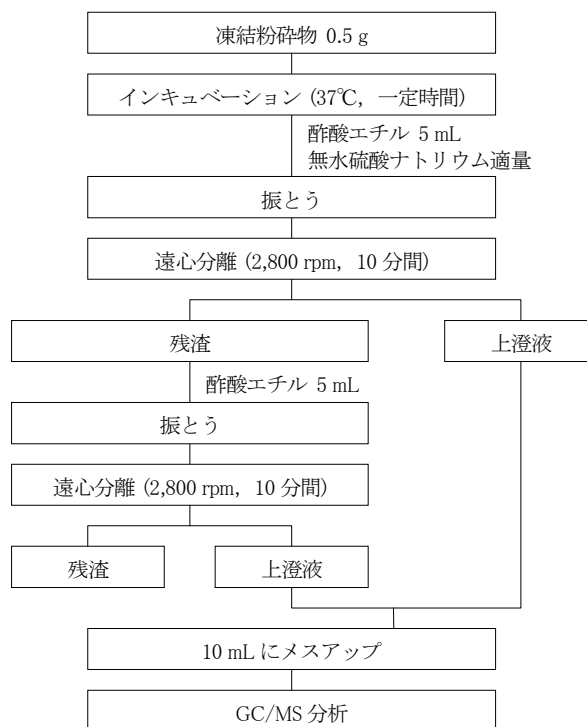 凍結粉砕物 0.5 g
インキュベーション (37℃, 一定時間)
酢酸エチル 5 mL
無水硫酸ナトリウム適量
振とう
遠心分離 (2,800 rpm, 10 分間)
残渣
上澄液
酢酸エチル 5 mL
振とう
遠心分離 (2,800 rpm, 10 分間)
残渣
上澄液
10 mL にメスアップ
GC/MS 分析